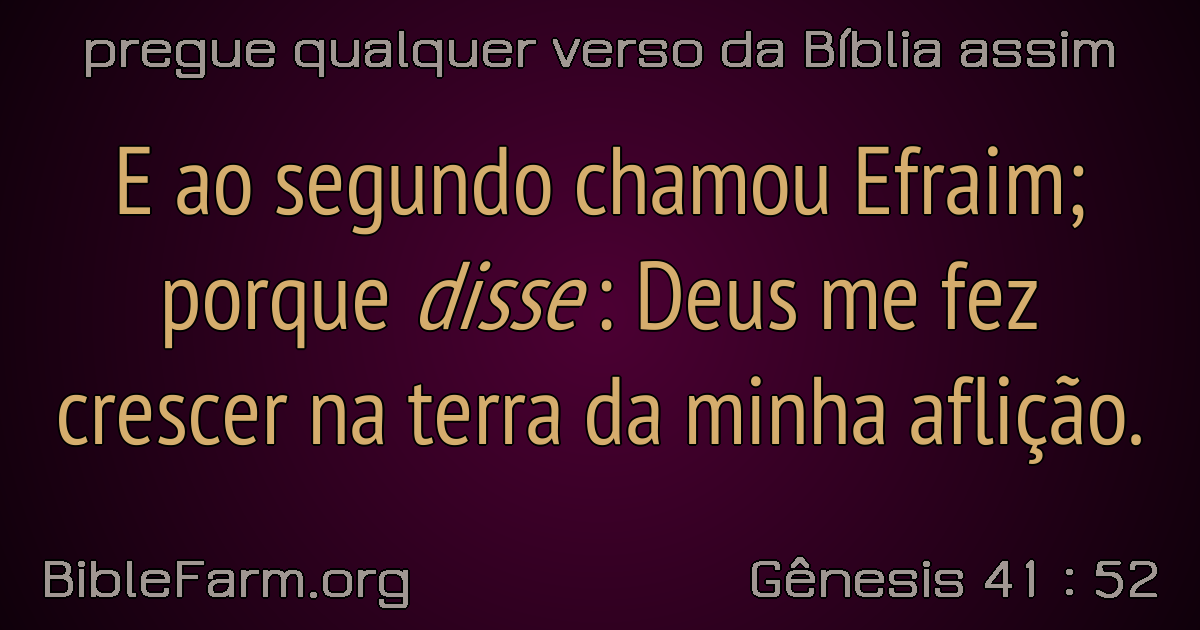 pregue qualquer verso da Bíblia assim
E ao segundo chamou Efraim;
porque disse: Deus me fez
crescer na terra da minha aflição.
BibleFarm.org
Gênesis 41 : 52